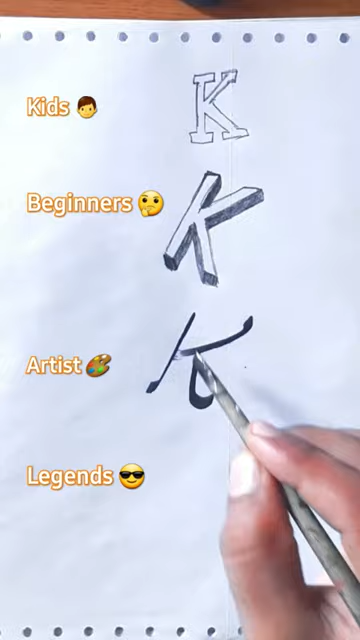 Kids 👦 K
Beginners 🤔 K
Artist 🎨 K
Legends 😎